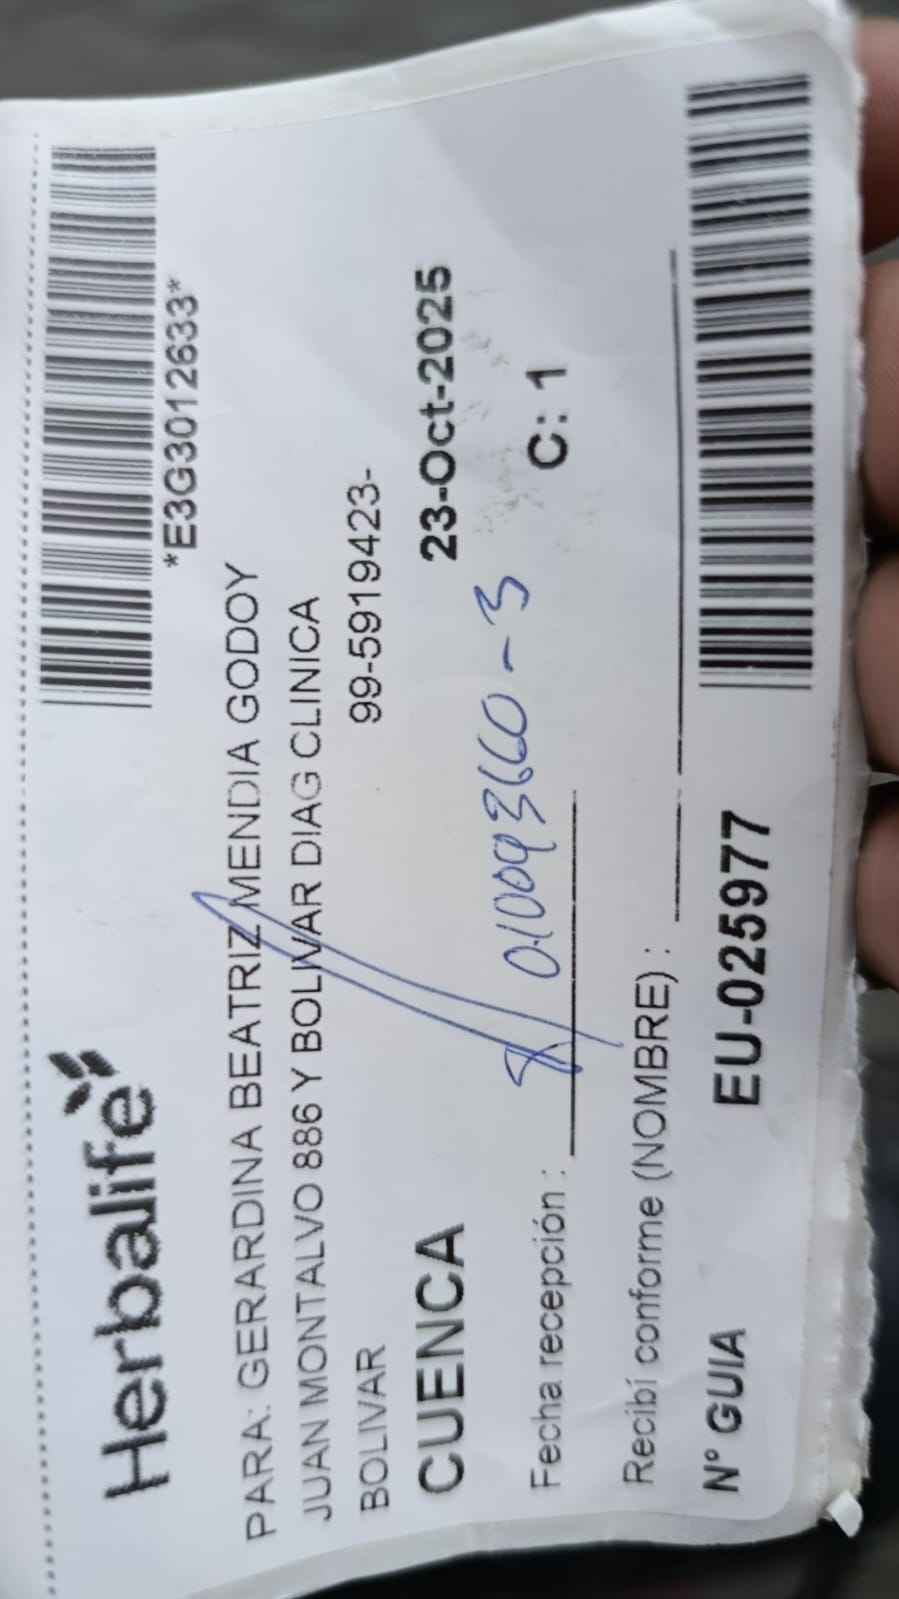 Herbalife
*E3G3012633*
PARA: GERARDINA BEATRIZ MENDIA GODOY
JUAN MONTALVO 886 Y BOLIVAR DIAG CLINICA
BOLIVAR 99-5919423-
CUENCA 23-Oct-2025
010093660-3
Fecha recepción : C: 1
Recibí conforme (NOMBRE) :
N° GUIA EU-025977